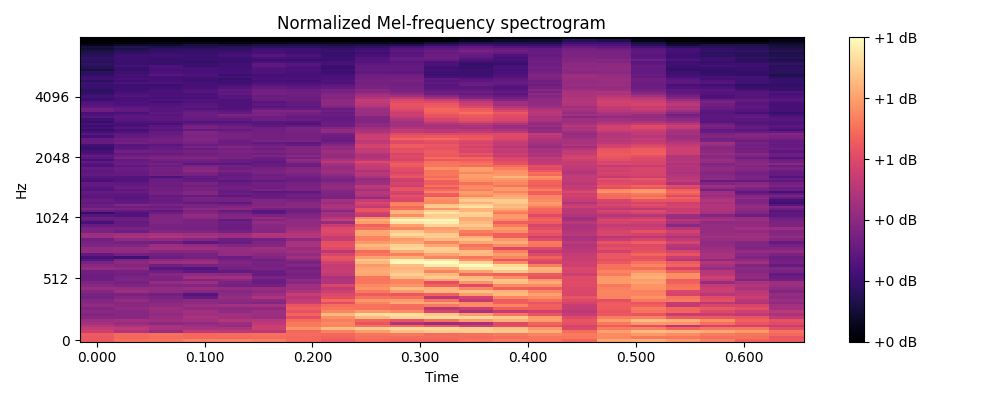 Normalized Mel-frequency spectrogram
Hz
4096
2048
1024
512
0
0.000 0.100 0.200 0.300 0.400 0.500 0.600
Time
+1 dB
+1 dB
+1 dB
+0 dB
+0 dB
+0 dB